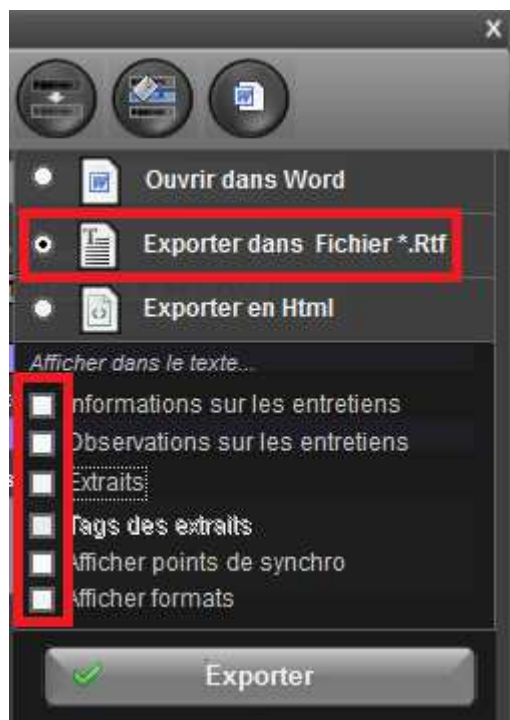 X
Ouvrir dans Word
Exporter dans Fichier *.Rtf
Exporter en Html
Afficher dans le texte...
Informations sur les entretiens
Observations sur les entretiens
Extraits
Tags des extraits
Afficher points de synchro
Afficher formats
Exporter